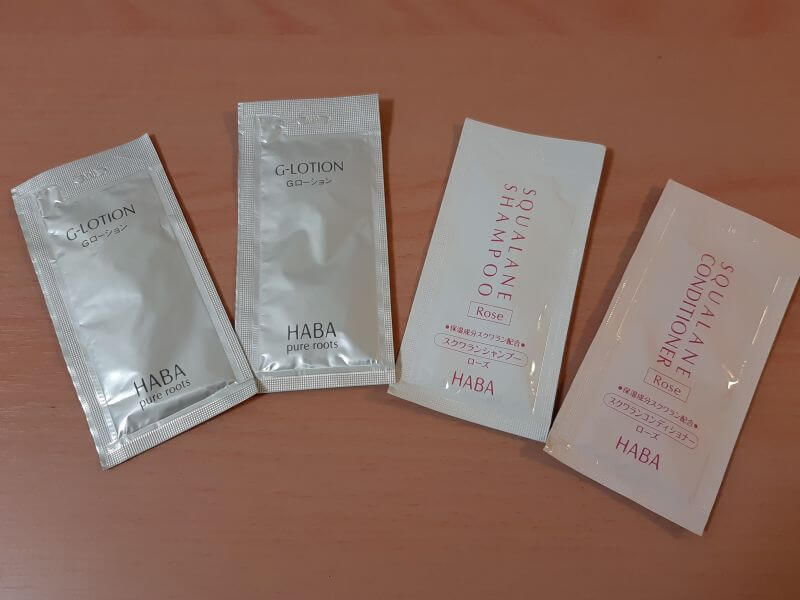 G-LOTION
Gローション
HABA
pure roots
G-LOTION
Gローション
HABA
pure roots
SQUALANE
SHAMPOO
Rose
●保湿成分スクワラン配合●
スクワランシャンプー
ローズ
HABA
SQUALANE
CONDITIONER
Rose
●保湿成分スクワラン配合●
スクワランコンディショナー
ローズ
HABA